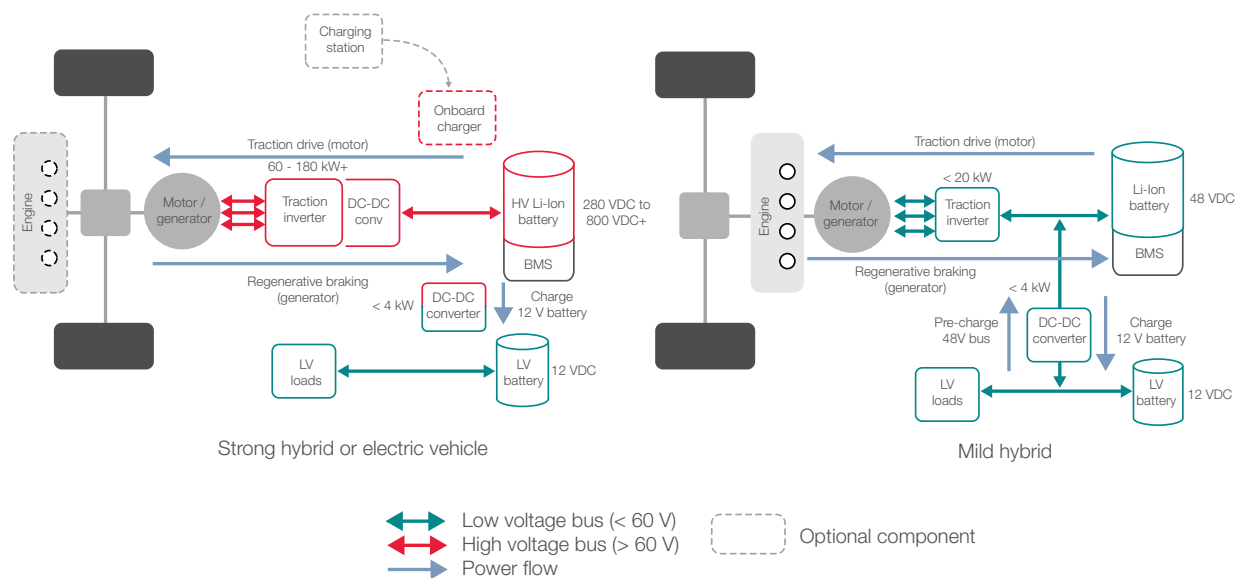 Charging
station
Onboard
charger
Traction drive (motor)
60 - 180 kW+
Engine
Motor /
generator
Traction
inverter
DC-DC
conv
HV Li-Ion
battery
280 VDC to
800 VDC+
BMS
Regenerative braking
(generator)
< 4 kW
DC-DC
converter
Charge
12 V battery
LV
loads
LV
battery
12 VDC
Strong hybrid or electric vehicle
Traction drive (motor)
< 20 kW
Engine
Motor /
generator
Traction
inverter
Li-Ion
battery
48 VDC
BMS
Regenerative braking
(generator)
< 4 kW
Pre-charge
48V bus
DC-DC
converter
Charge
12 V battery
LV
loads
LV
battery
12 VDC
Mild hybrid
Low voltage bus (< 60 V)
High voltage bus (> 60 V)
Power flow
Optional component